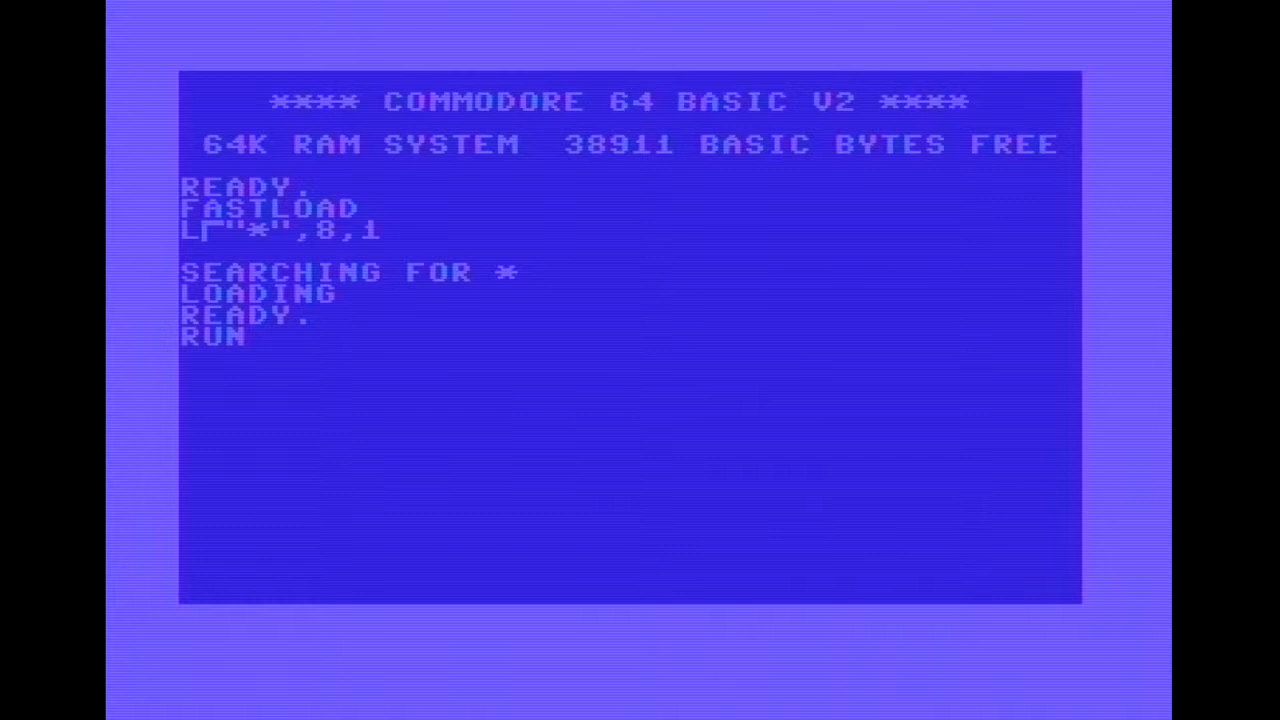 **** COMMODORE 64 BASIC V2 ****
64K RAM SYSTEM  38911 BASIC BYTES FREE
READY.
FASTLOAD
L┌"*",8,1
SEARCHING FOR *
LOADING
READY.
RUN